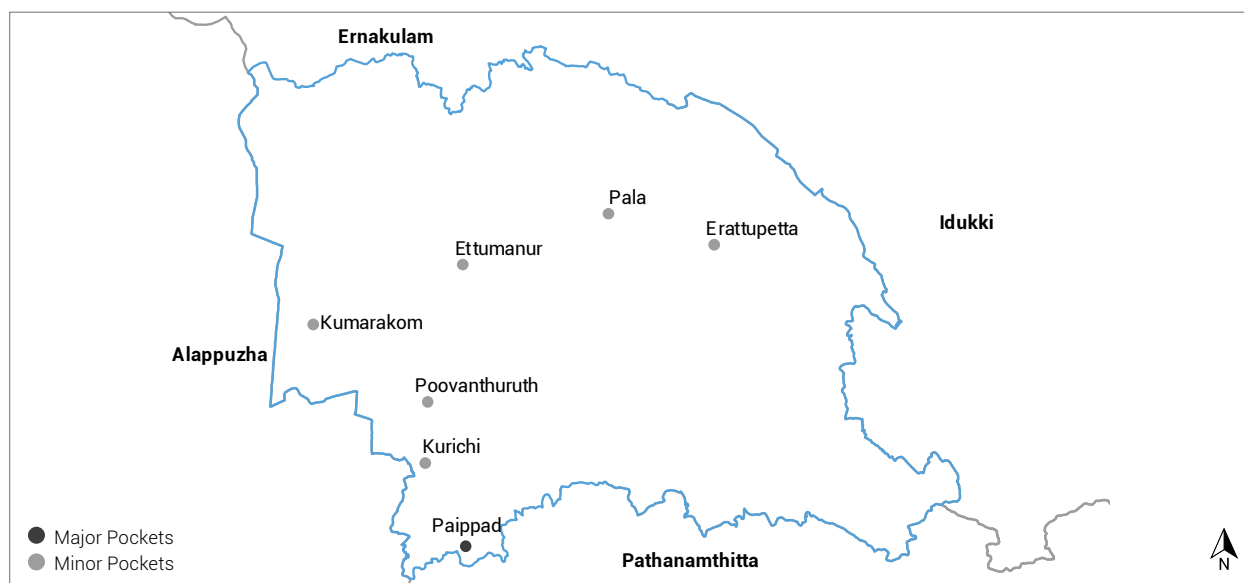 Ernakulam
Pala
Idukki
Erattupetta
Ettumanur
Kumarakom
Alappuzha
Poovanthuruth
Kurichi
Paippad
Major Pockets
Pathanamthitta
Minor Pockets
N